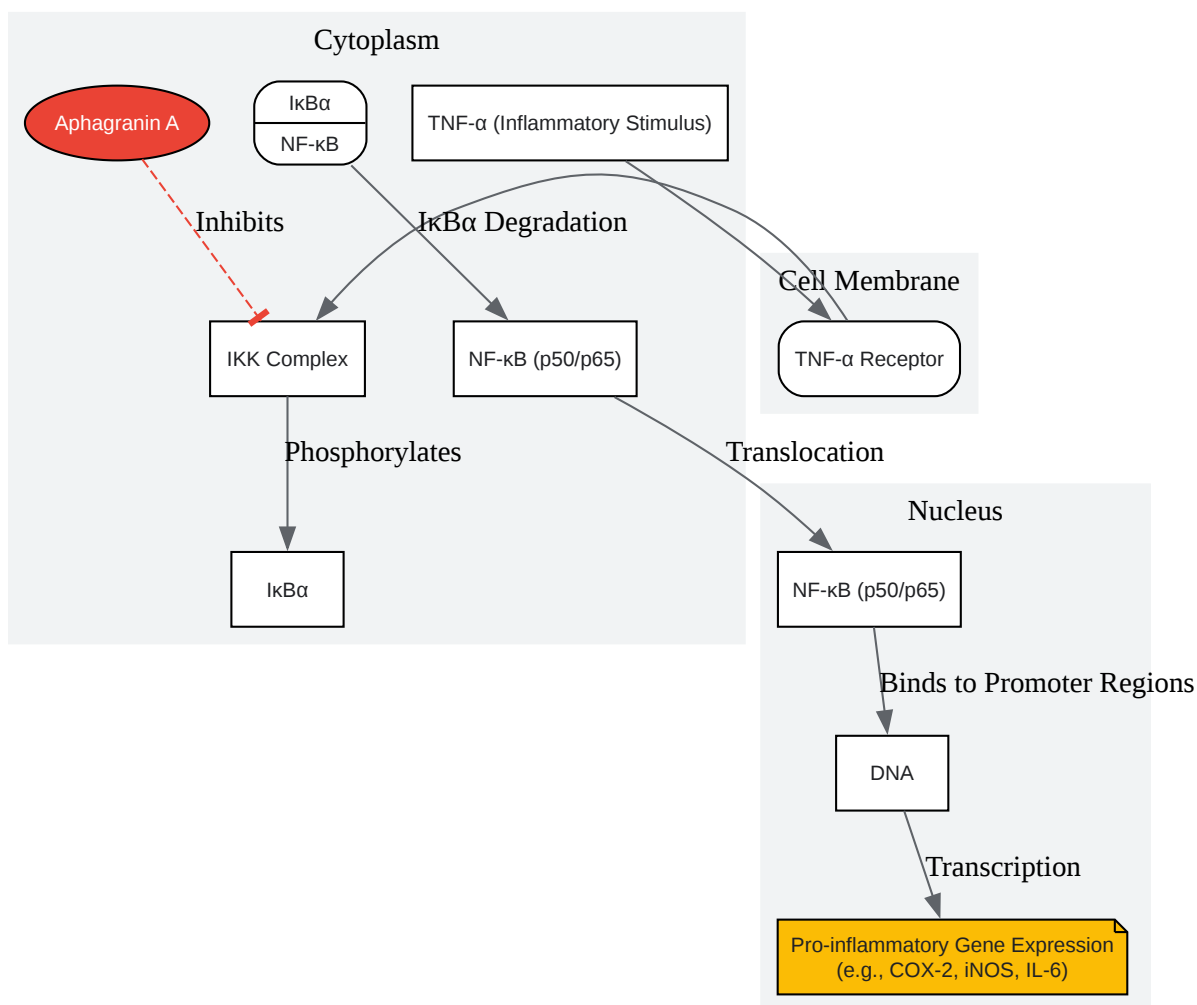 Cytoplasm
Aphagranin A
IκBα
NF-κB
TNF-α (Inflammatory Stimulus)
Inhibits
IκBα Degradation
Cell Membrane
IKK Complex
NF-κB (p50/p65)
TNF-α Receptor
Phosphorylates
Translocation
Nucleus
IκBα
NF-κB (p50/p65)
Binds to Promoter Regions
DNA
Transcription
Pro-inflammatory Gene Expression
(e.g., COX-2, iNOS, IL-6)